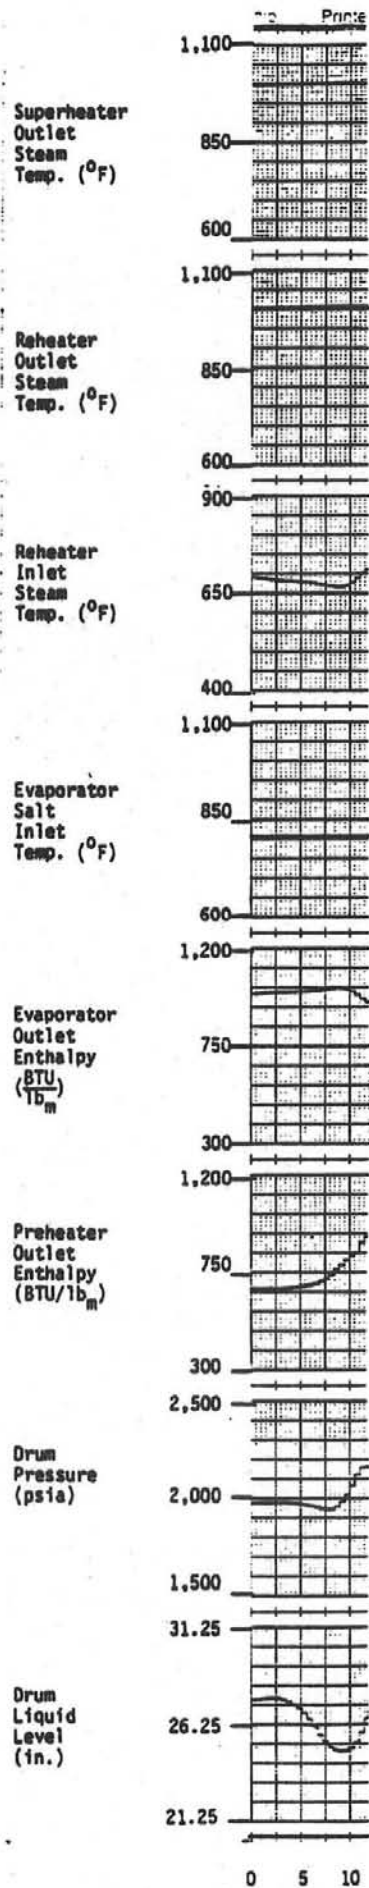 Printe
1,100
Superheater
Outlet
Steam
Temp. (°F)
850
600
1,100
Reheater
Outlet
Steam
Temp. (°F)
850
600
900
Reheater
Inlet
Steam
Temp. (°F)
650
400
1,100
Evaporator
Salt
Inlet
Temp. (°F)
850
600
1,200
Evaporator
Outlet
Enthalpy
(BTU/lbm)
750
300
1,200
Preheater
Outlet
Enthalpy
(BTU/lbm)
750
300
2,500
Drum
Pressure
(psia)
2,000
1,500
31.25
Drum
Liquid
Level
(in.)
26.25
21.25
0 5 10